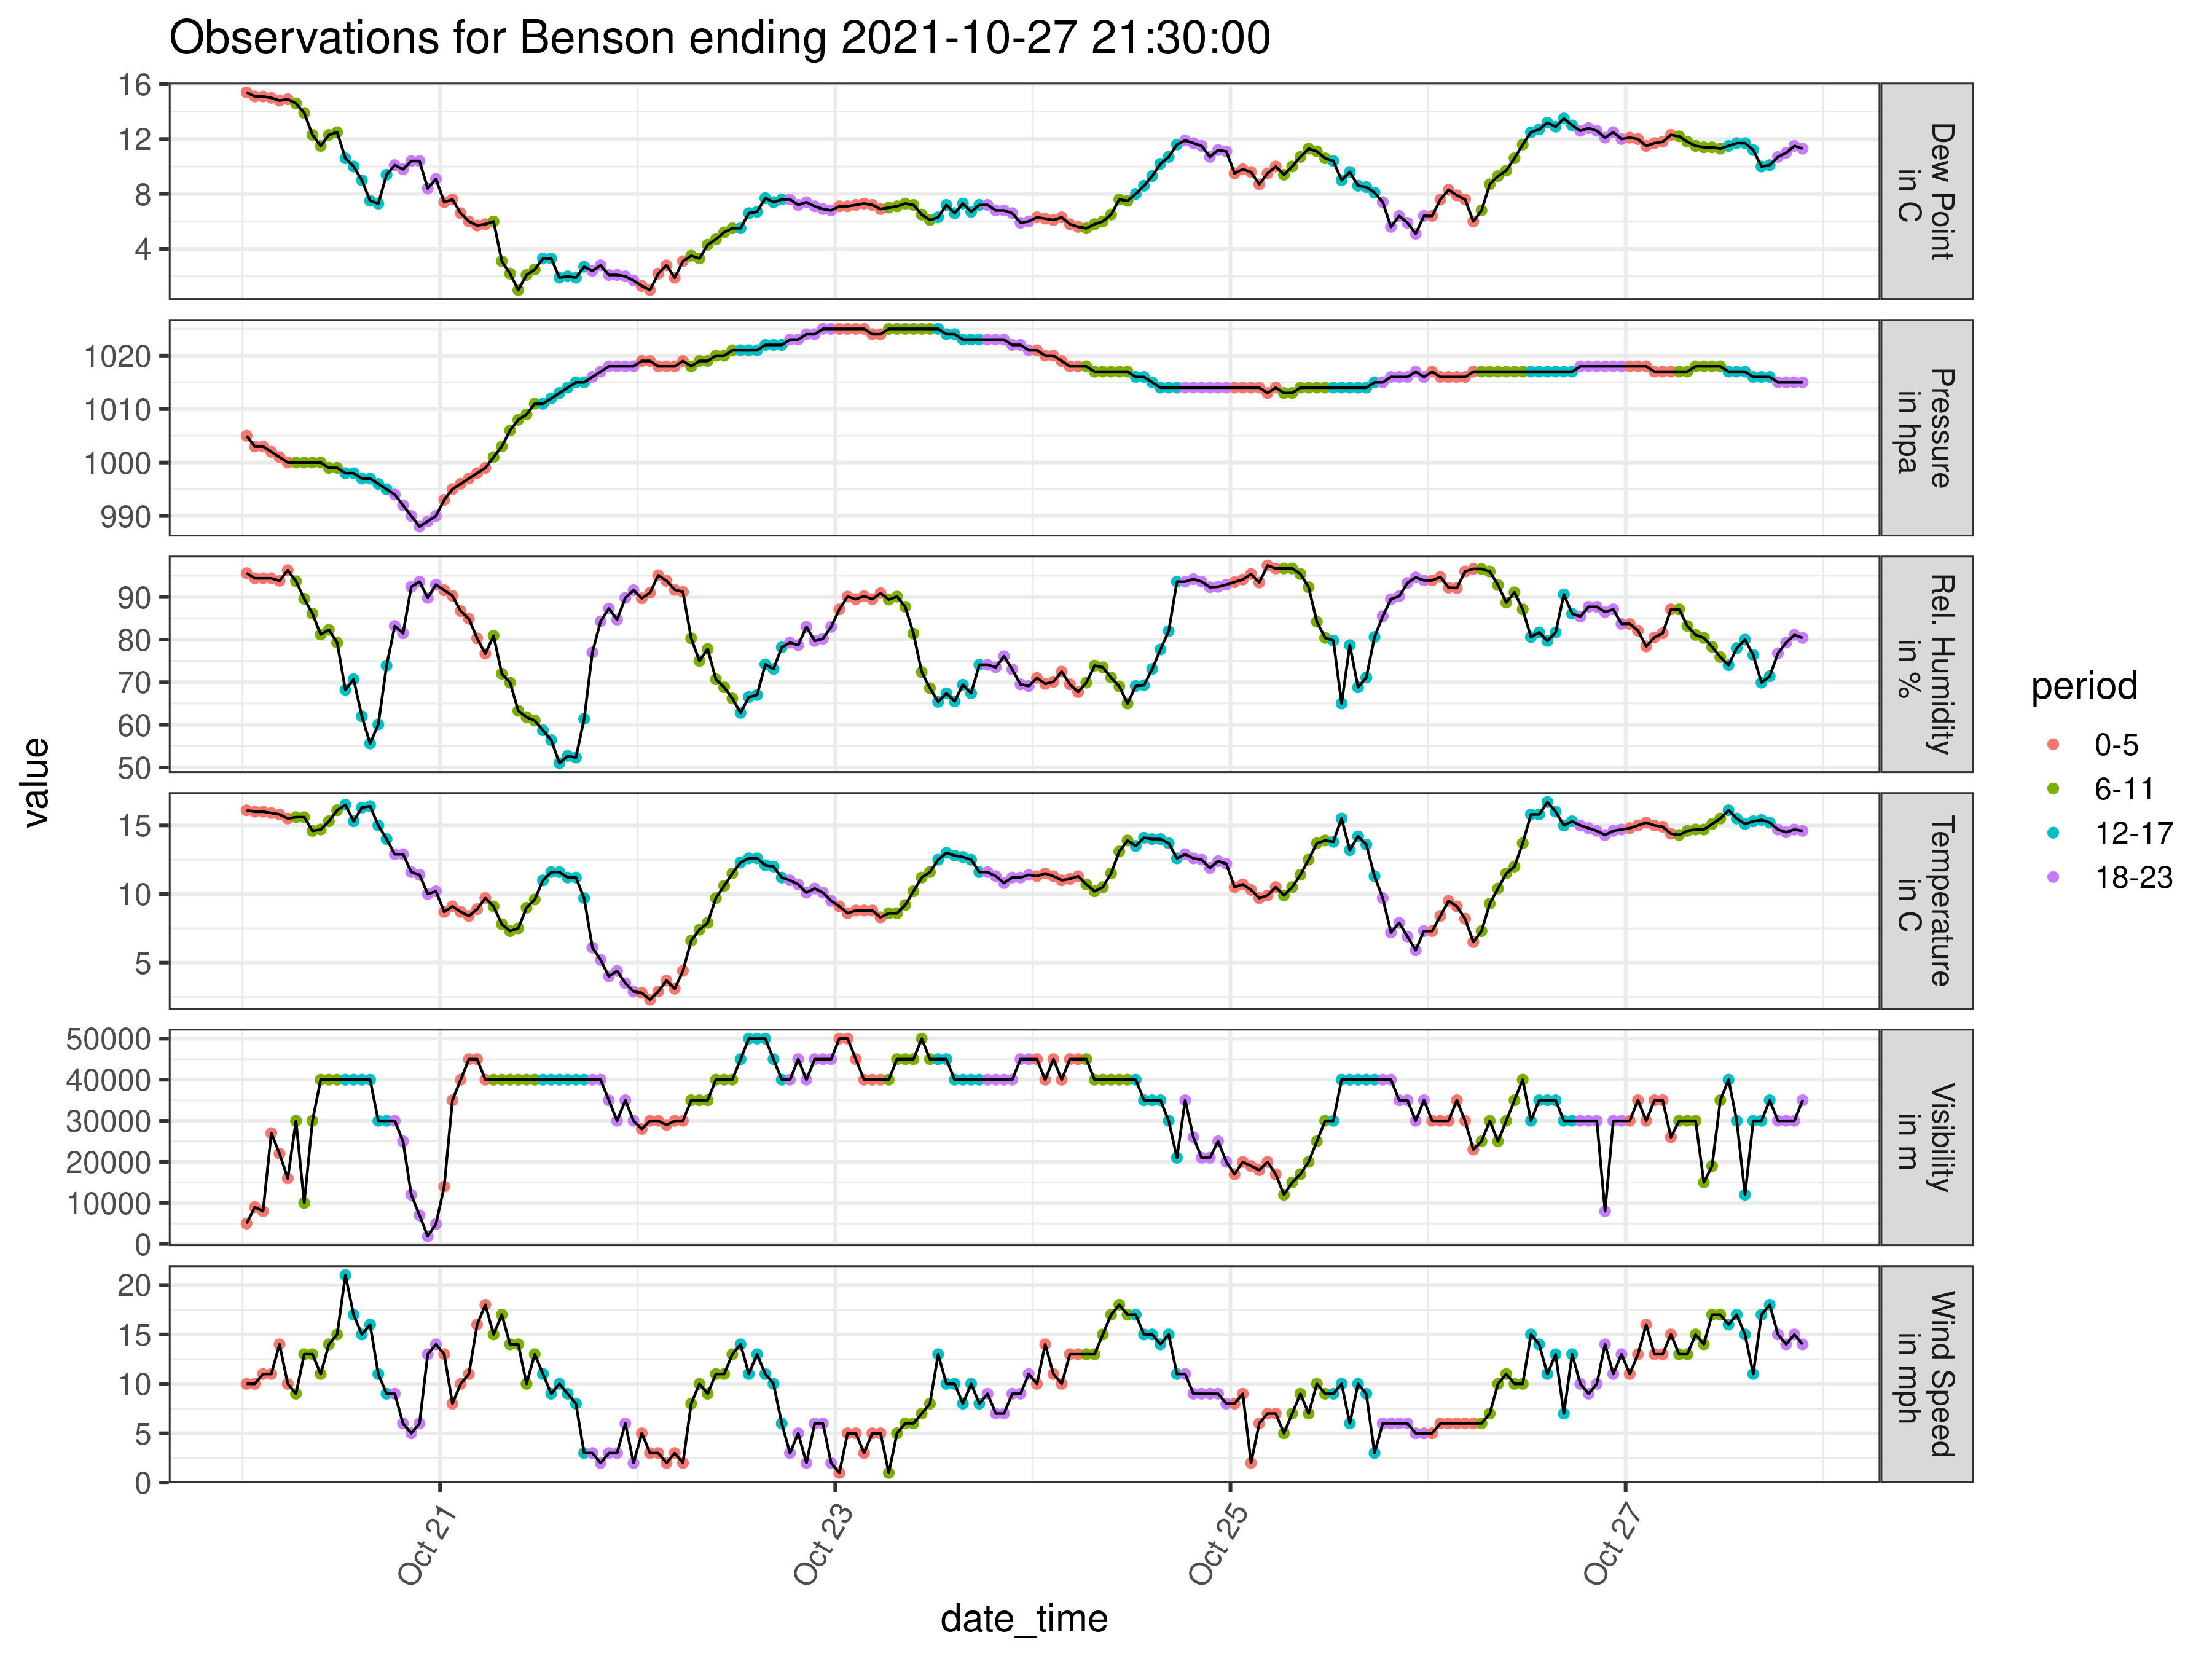 Observations for Benson ending 2021-10-27 21:30:00
value
16
12
8
4
Dew Point
in C
1020
1010
1000
990
Pressure
in hpa
90
80
70
60
50
Rel. Humidity
in %
15
10
5
Temperature
in C
50000
40000
30000
20000
10000
0
Visibility
in m
20
15
10
5
0
Wind Speed
in mph
Oct 21
Oct 23
Oct 25
Oct 27
date_time
period
0-5
6-11
12-17
18-23